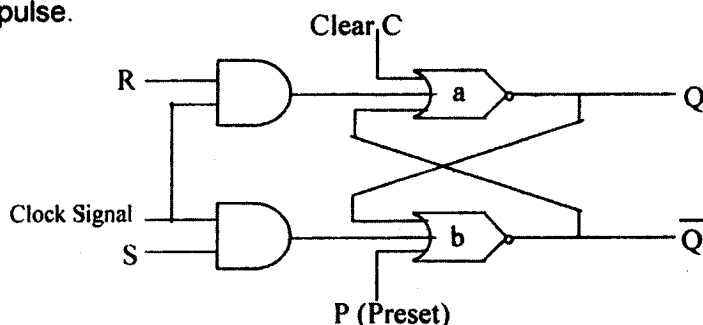 pulse.
Clear C
R
a
Q
Clock Signal
S
b
Q̅
P (Preset)